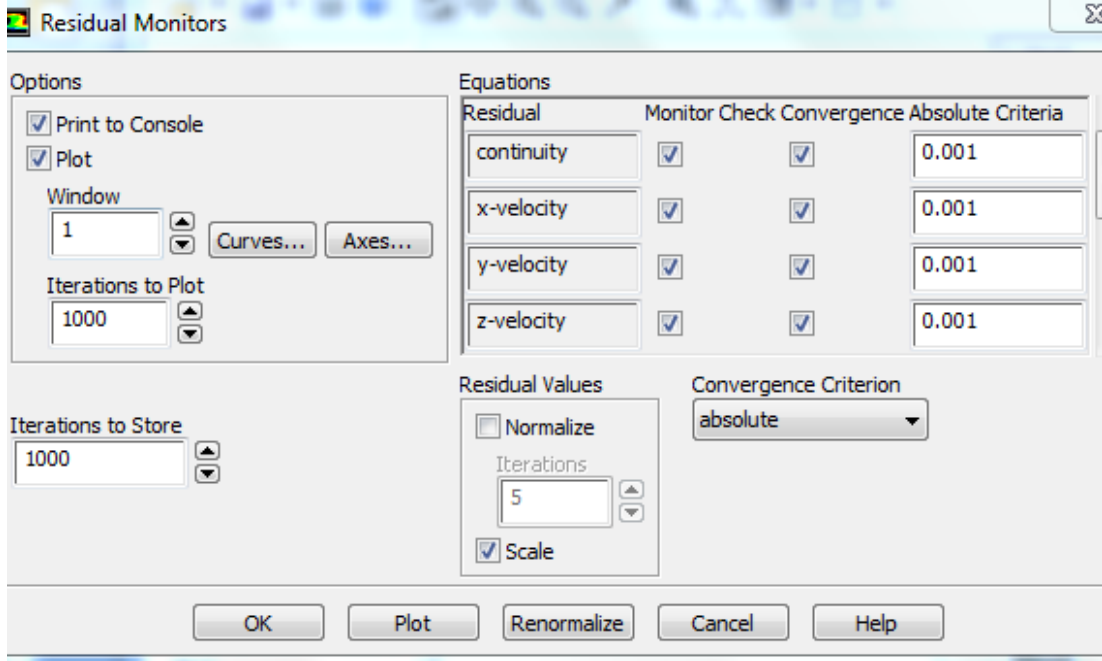 Residual Monitors
Options
Print to Console
Plot
Window
1
Curves... Axes...
Iterations to Plot
1000
Iterations to Store
1000
Equations
Residual Monitor Check Convergence Absolute Criteria
continuity 0.001
x-velocity 0.001
y-velocity 0.001
z-velocity 0.001
Residual Values
Normalize
Iterations
5
Scale
Convergence Criterion
absolute
OK Plot Renormalize Cancel Help